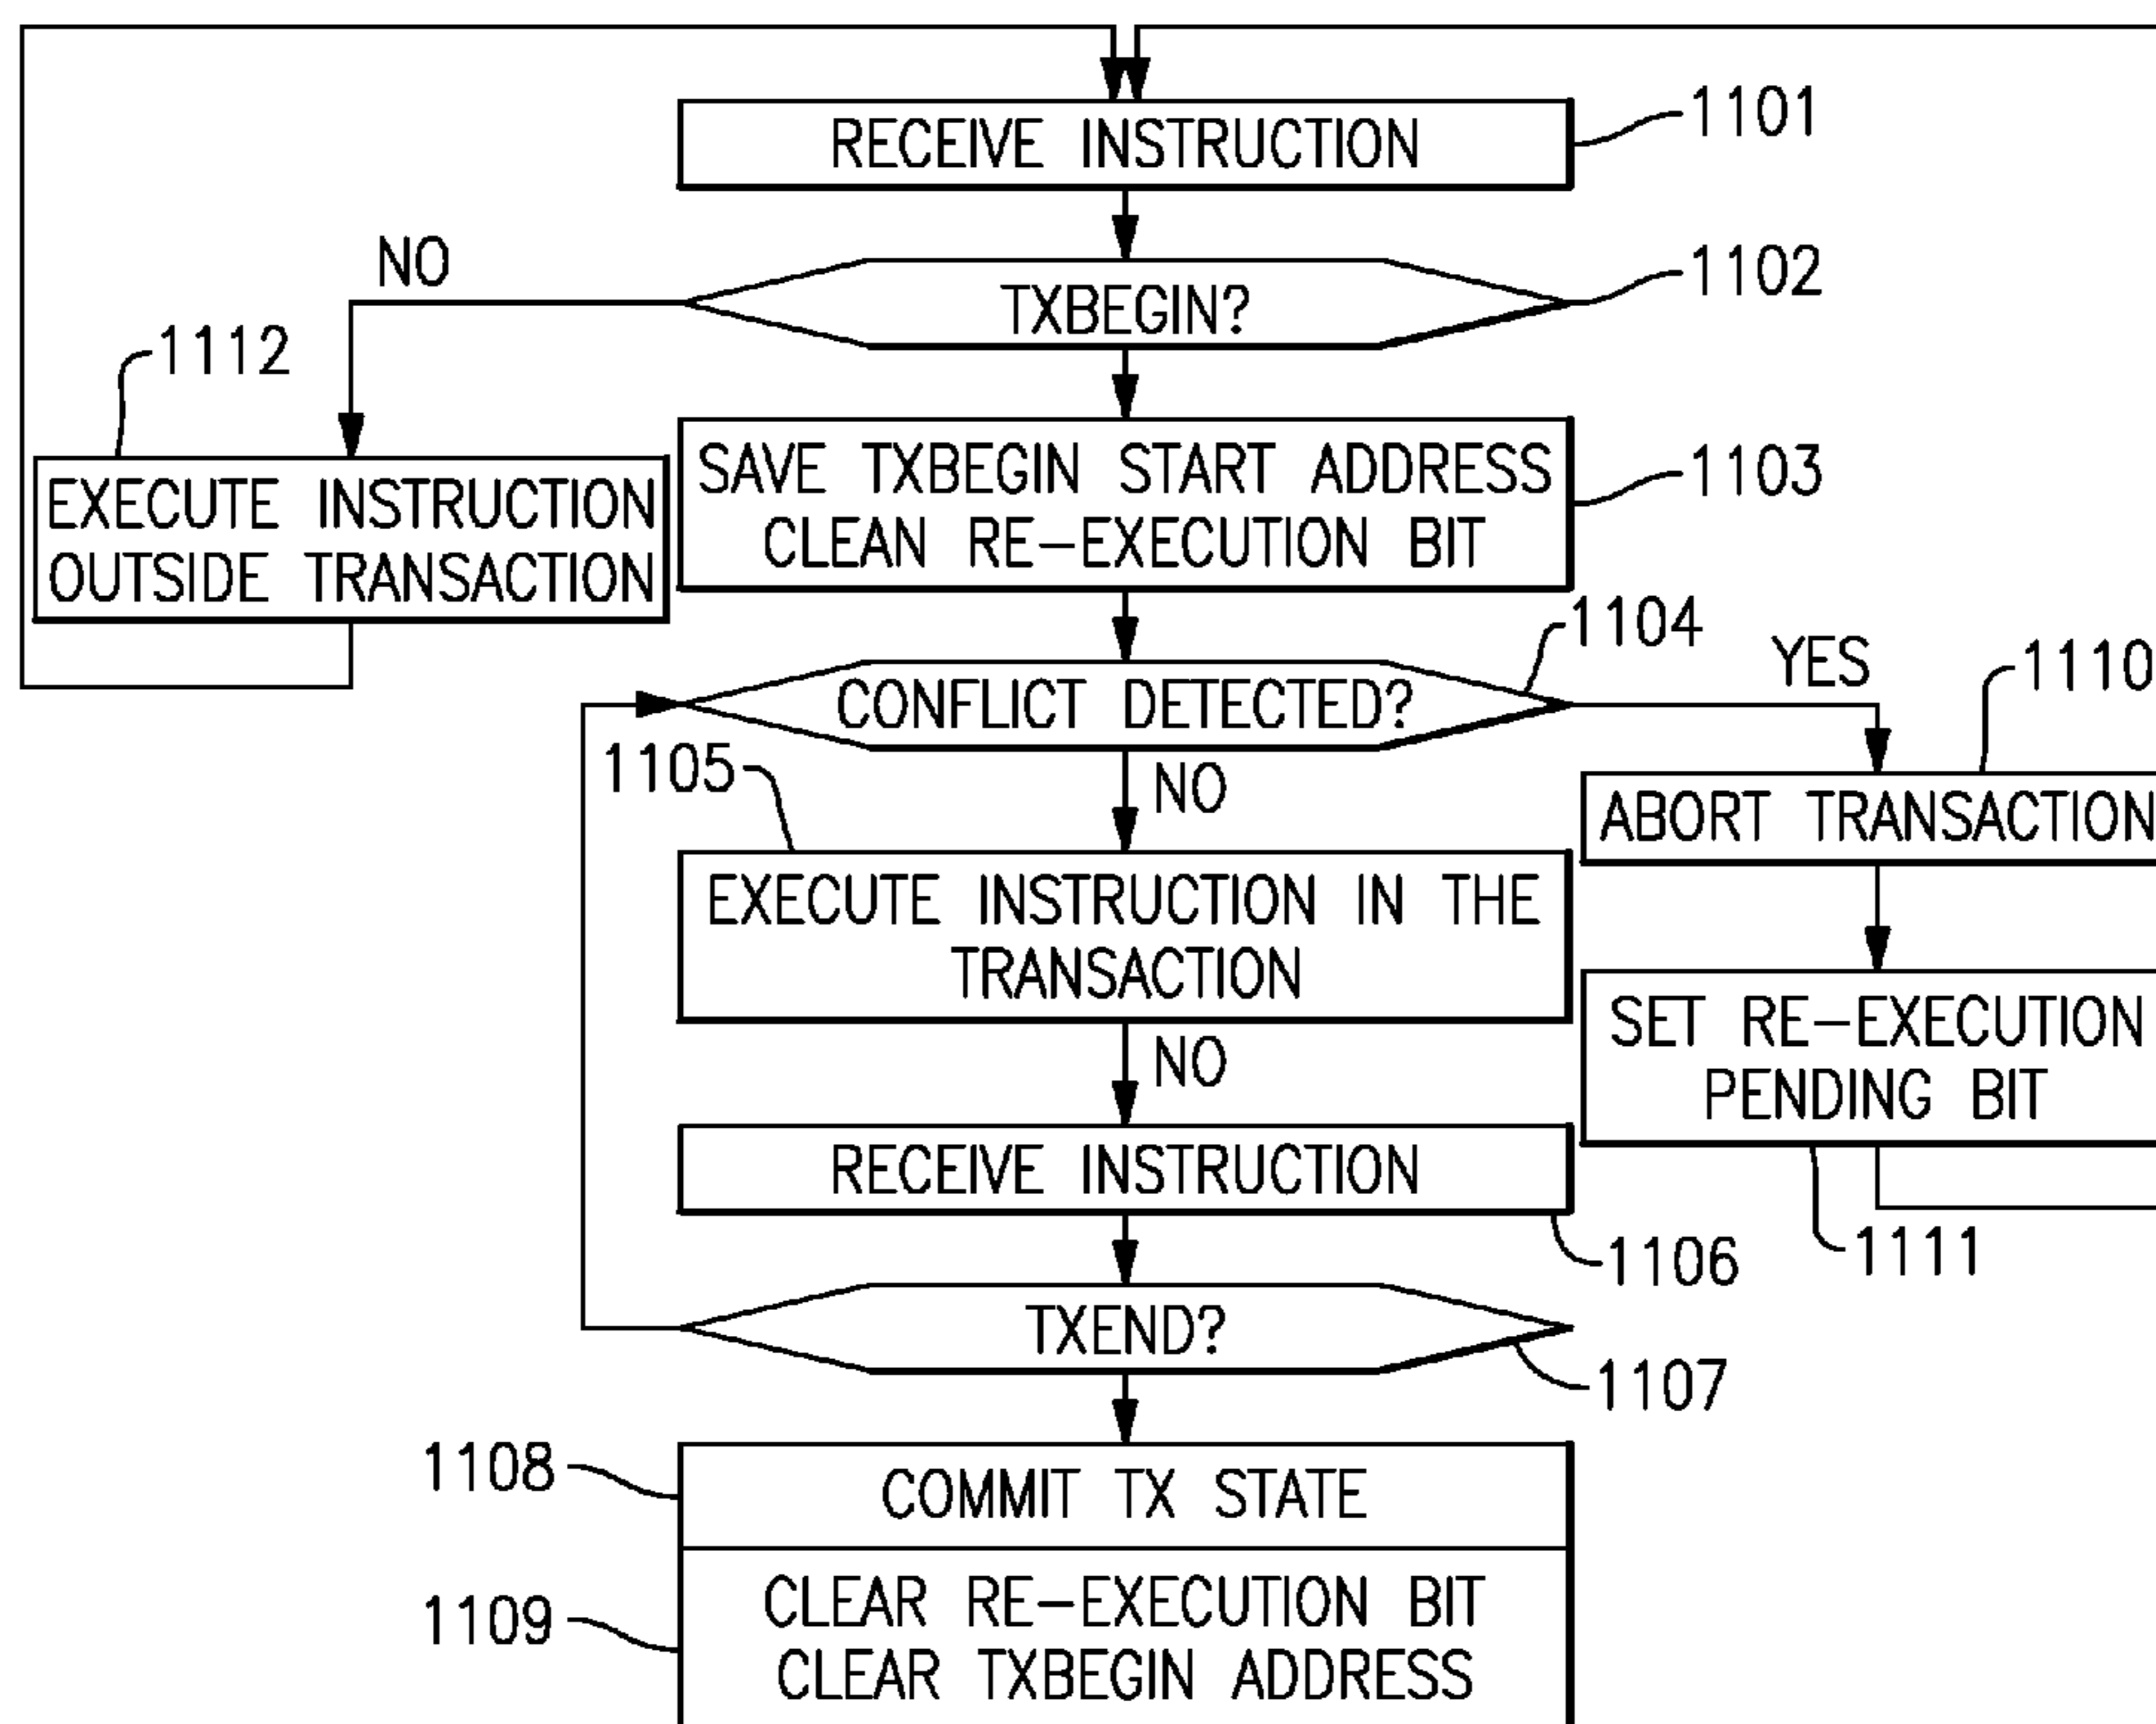 RECEIVE INSTRUCTION
1101
NO
TXBEGIN?
1102
1112
EXECUTE INSTRUCTION
OUTSIDE TRANSACTION
SAVE TXBEGIN START ADDRESS
CLEAN RE-EXECUTION BIT
1103
1104
CONFLICT DETECTED?
YES
1110
1105
NO
ABORT TRANSACTION
EXECUTE INSTRUCTION IN THE
TRANSACTION
SET RE-EXECUTION
PENDING BIT
NO
RECEIVE INSTRUCTION
1106
1111
TXEND?
1107
1108
COMMIT TX STATE
1109
CLEAR RE-EXECUTION BIT
CLEAR TXBEGIN ADDRESS